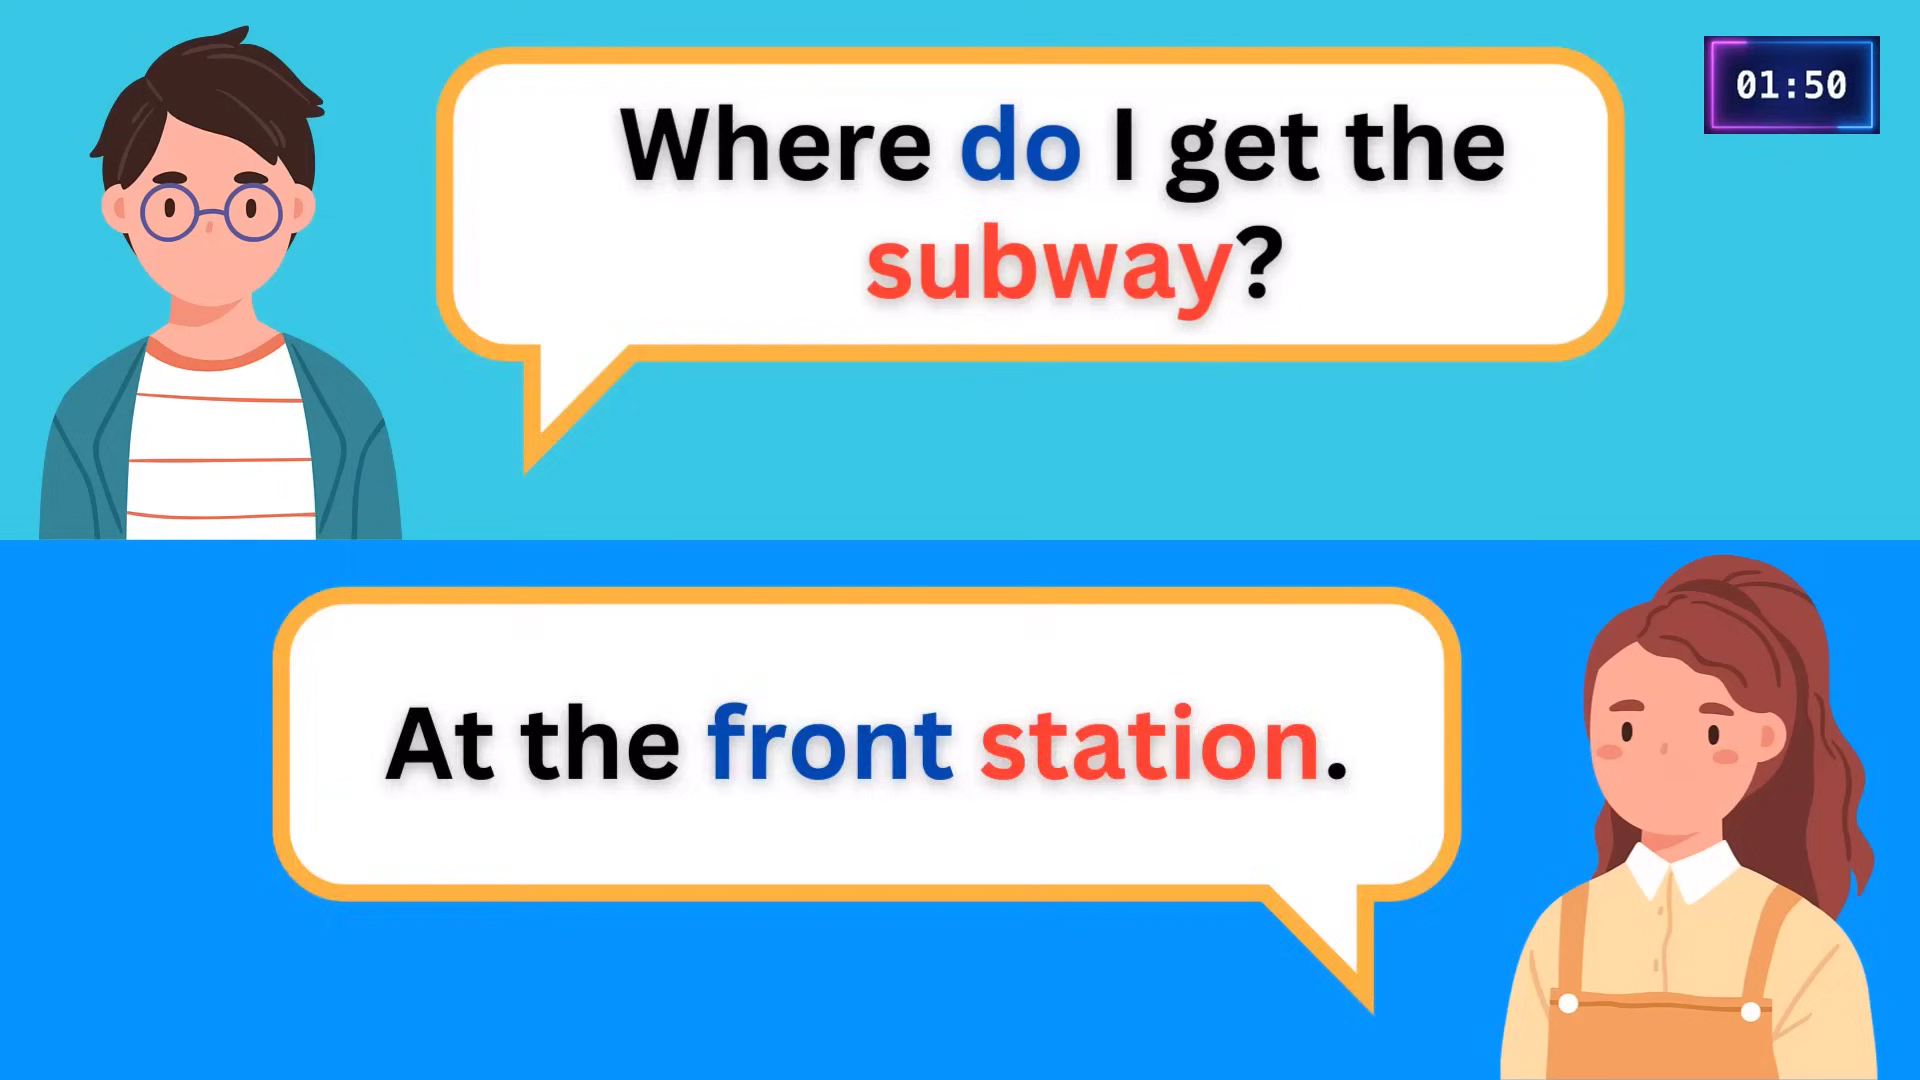 Where do I get the
subway?
01:50
At the front station.